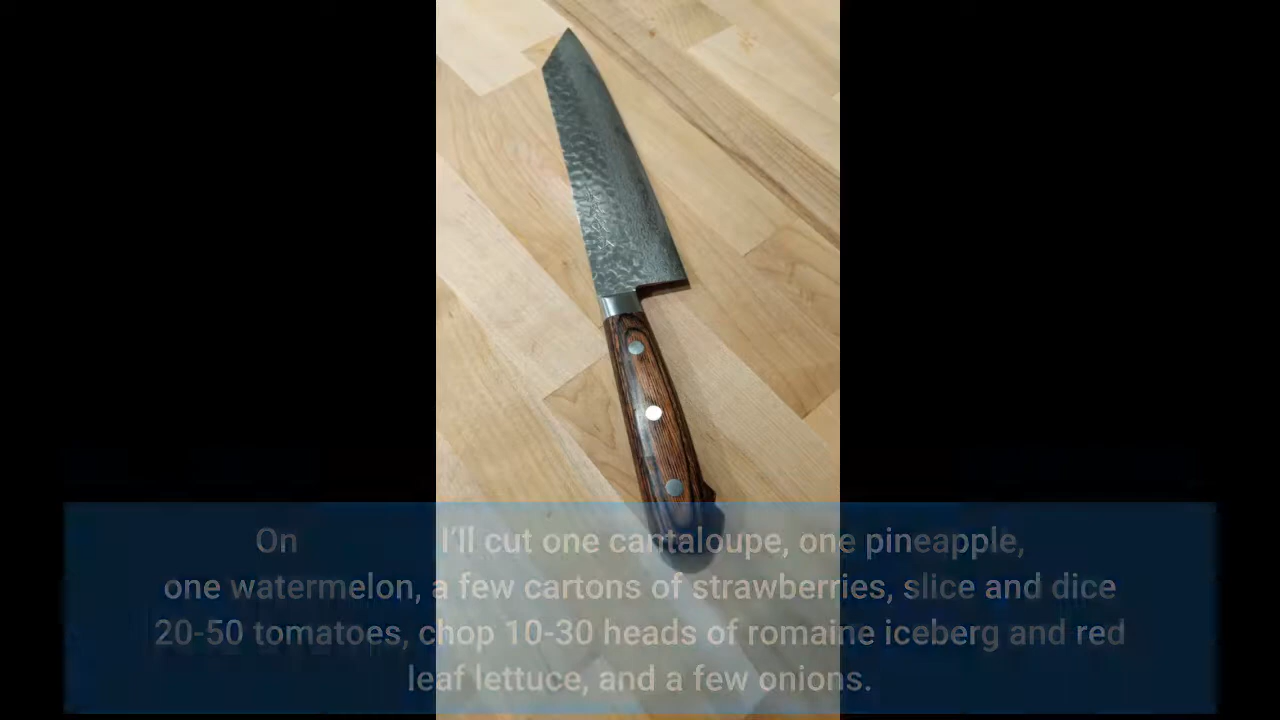 On I'll cut one cantaloupe, one pineapple,
one watermelon, a few cartons of strawberries, slice and dice
20-50 tomatoes, chop 10-30 heads of romaine iceberg and red
leaf lettuce, and a few onions.